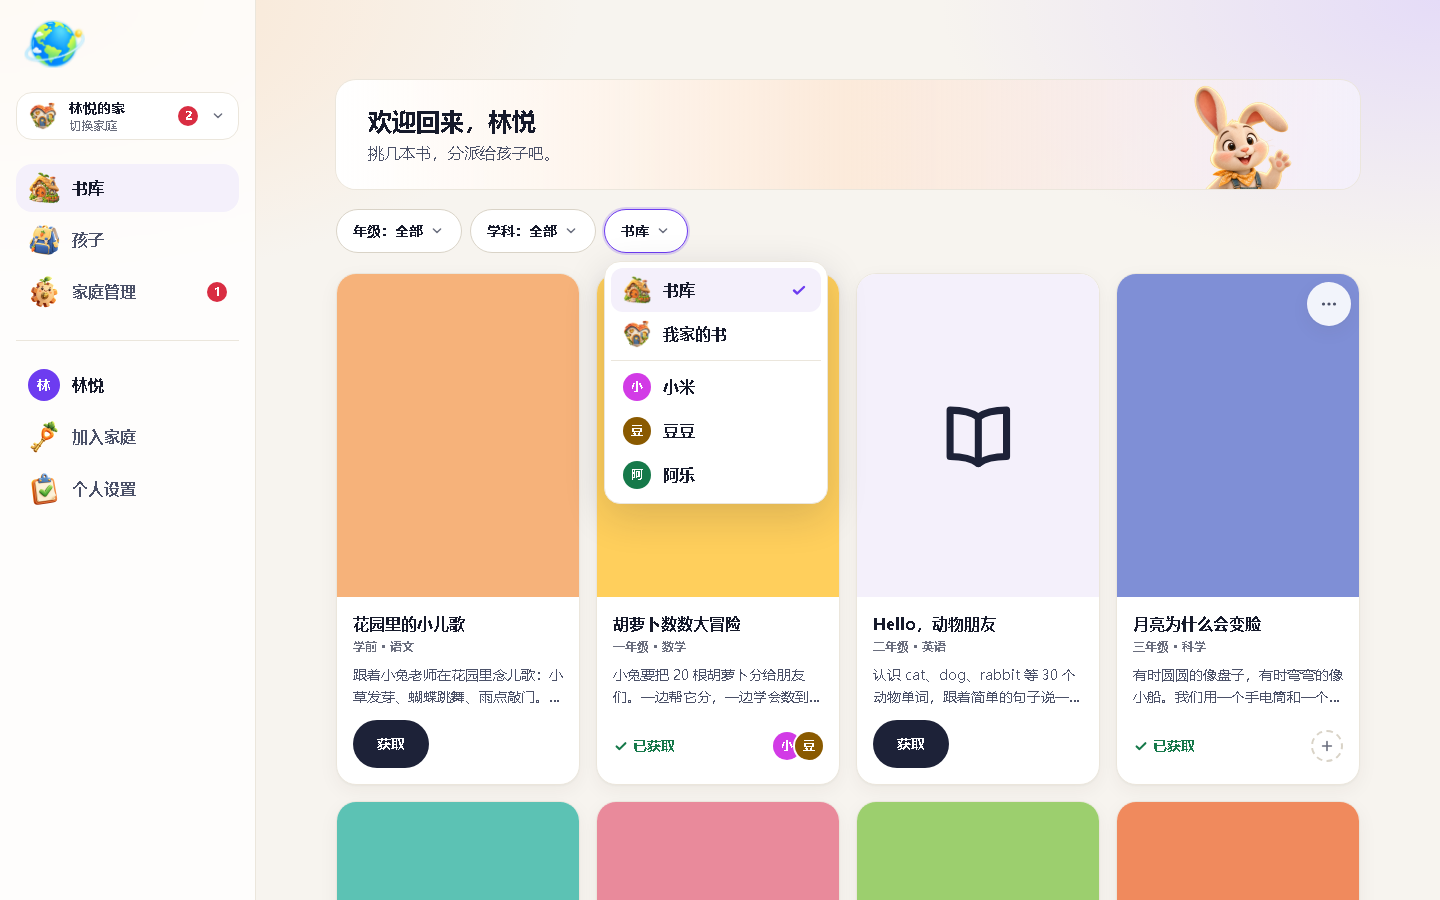 林悦的家
切换家庭
2
书库
孩子
家庭管理
1
林
林悦
加入家庭
个人设置
欢迎回来，林悦
挑几本书，分派给孩子吧。
年级：全部
学科：全部
书库
书库
我家的书
小
小米
豆
豆豆
阿
阿乐
花园里的小儿歌
学前・语文
跟着小兔老师在花园里念儿歌：小
草发芽、蝴蝶跳舞、雨点敲门。...
获取
胡萝卜数数大冒险
一年级・数学
小兔要把 20 根胡萝卜分给朋友
们。一边帮它分，一边学会数到...
已获取
小
豆
Hello，动物朋友
二年级・英语
认识 cat、dog、rabbit 等 30 个
动物单词，跟着简单的句子说一...
获取
月亮为什么会变脸
三年级・科学
有时圆圆的像盘子，有时弯弯的像
小船。我们用一个手电筒和一个...
已获取